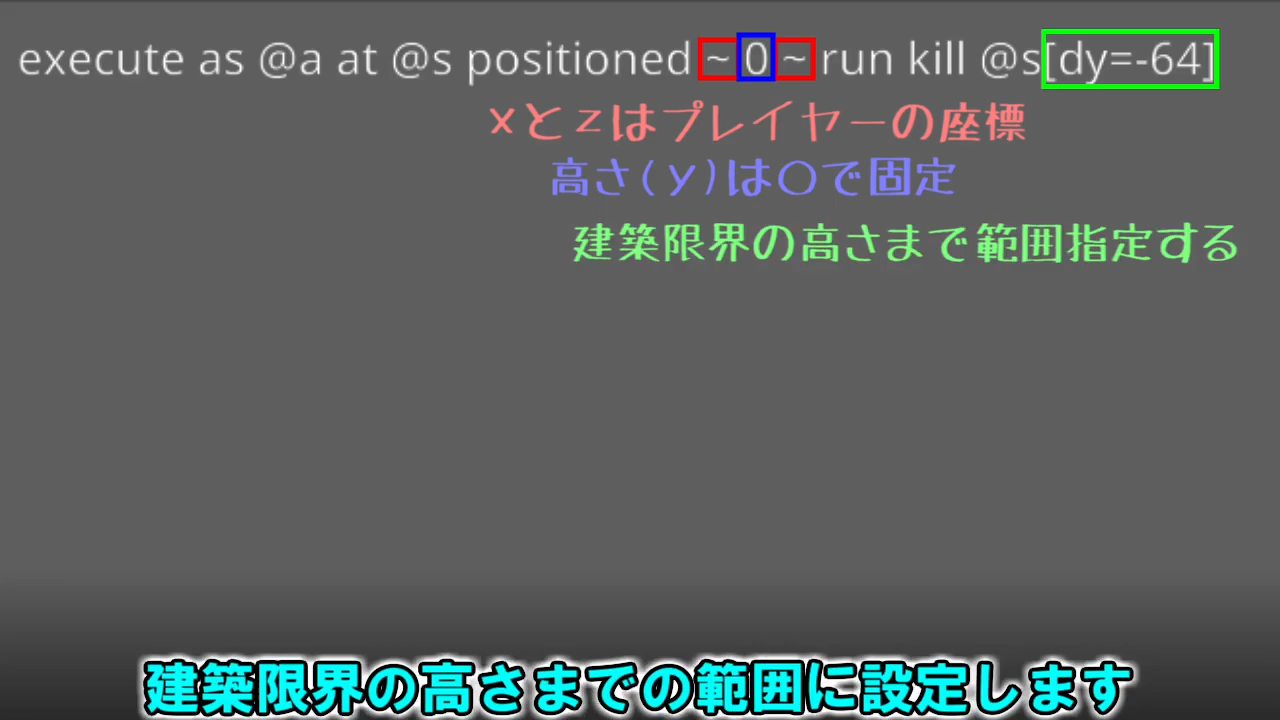 execute as @a at @s positioned ~ 0 ~ run kill @s[dy=-64]
xとzはプレイヤーの座標
高さ(y)は〇で固定
建築限界の高さまで範囲指定する
建築限界の高さまでの範囲に設定します